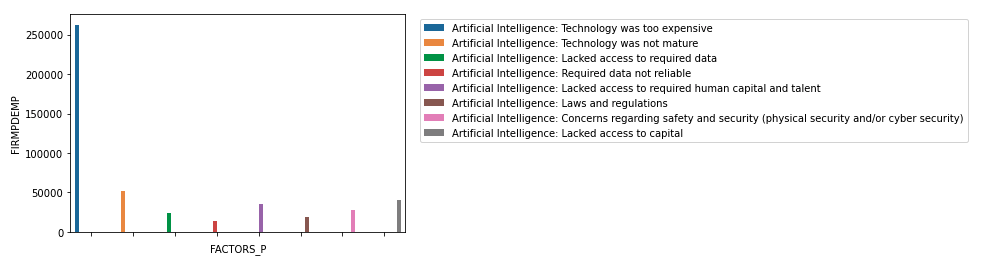 250000
200000
150000
100000
50000
0
FIRMPDEMP
FACTORS_P
Artificial Intelligence: Technology was too expensive
Artificial Intelligence: Technology was not mature
Artificial Intelligence: Lacked access to required data
Artificial Intelligence: Required data not reliable
Artificial Intelligence: Lacked access to required human capital and talent
Artificial Intelligence: Laws and regulations
Artificial Intelligence: Concerns regarding safety and security (physical security and/or cyber security)
Artificial Intelligence: Lacked access to capital